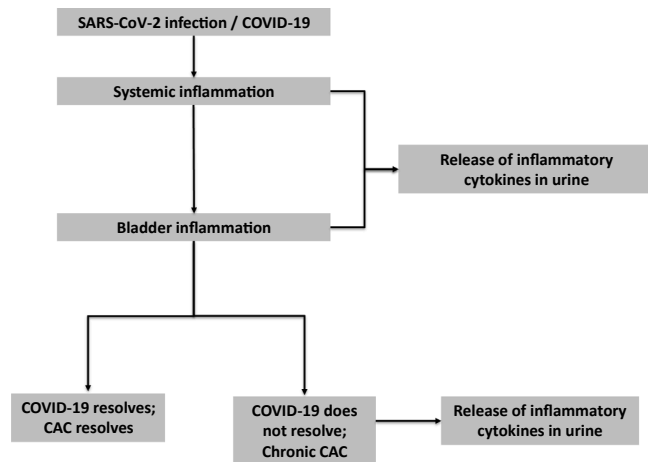 SARS-CoV-2 infection / COVID-19
Systemic inflammation
Release of inflammatory
cytokines in urine
Bladder inflammation
COVID-19 resolves;
CAC resolves
COVID-19 does
not resolve;
Chronic CAC
Release of inflammatory
cytokines in urine